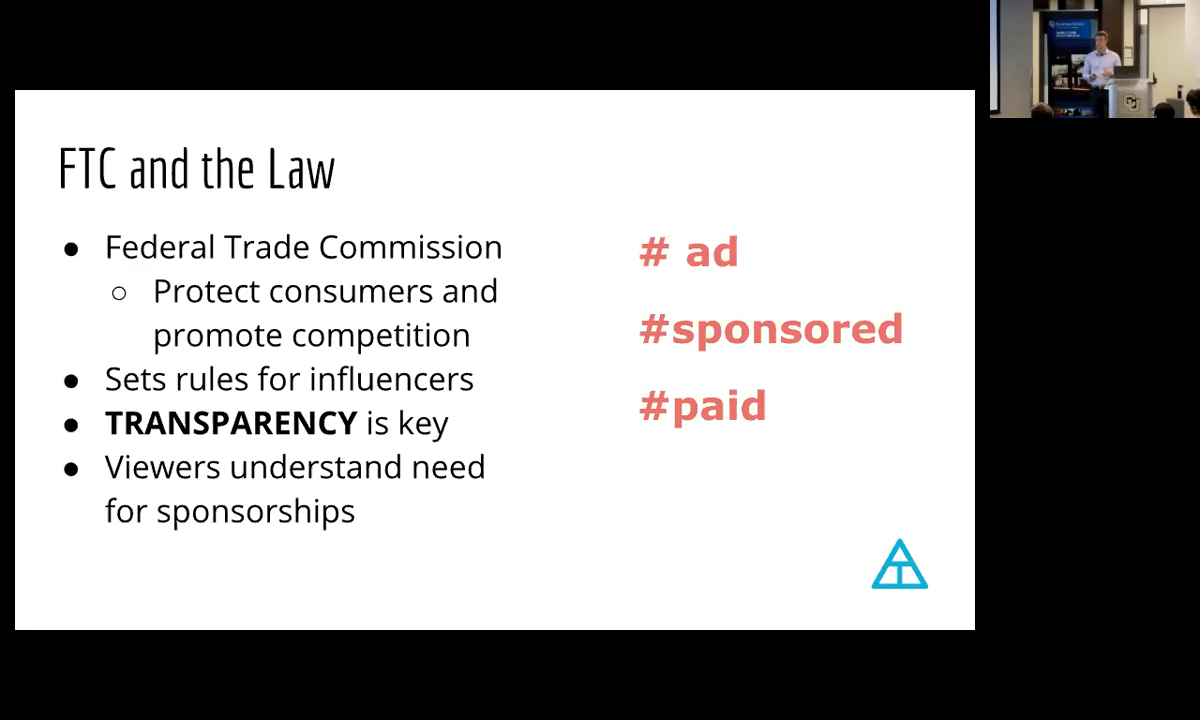 FTC and the Law
● Federal Trade Commission
○ Protect consumers and
promote competition
● Sets rules for influencers
● TRANSPARENCY is key
● Viewers understand need
for sponsorships
# ad
#sponsored
#paid